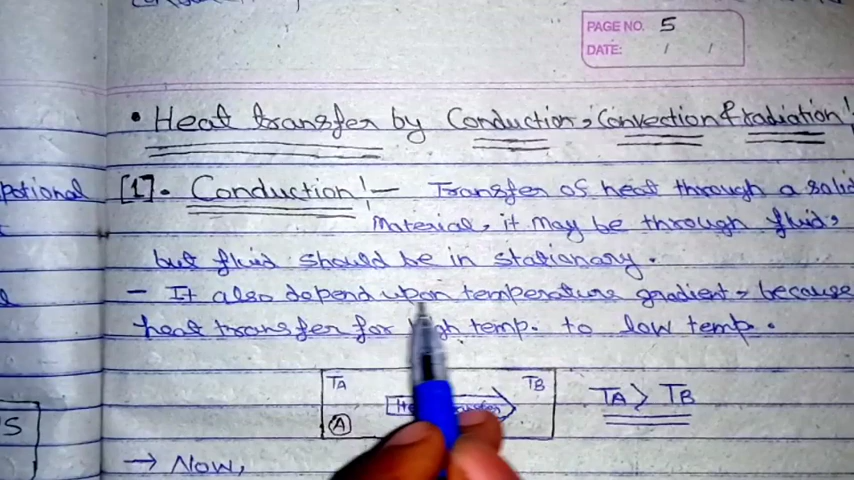 PAGE NO. 5
DATE: / /
• Heat transfer by Conduction, Convection & radiation!
[1]. Conduction!— Transfer of heat through a solid
Material, it may be through fluid,
but fluid should be in stationary.
- It also depend upon temperature gradient, because
heat transfer for high temp. to low temp.
TA TB
TA > TB
A
→ Now,